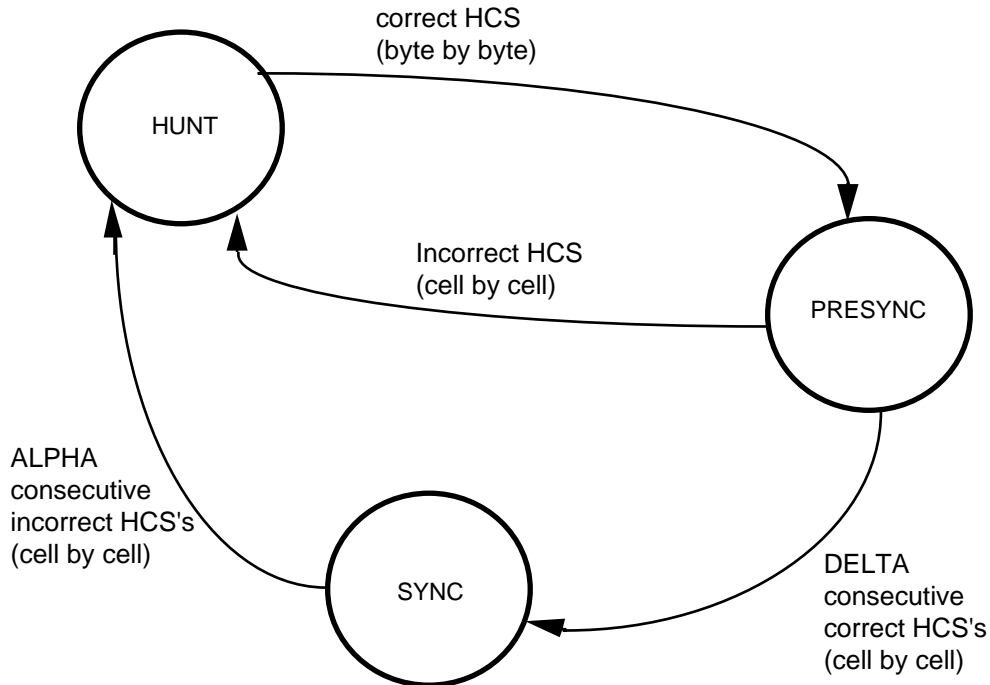 correct HCS
(byte by byte)
HUNT
Incorrect HCS
(cell by cell)
PRESYNC
ALPHA
consecutive
incorrect HCS's
(cell by cell)
SYNC
DELTA
consecutive
correct HCS's
(cell by cell)